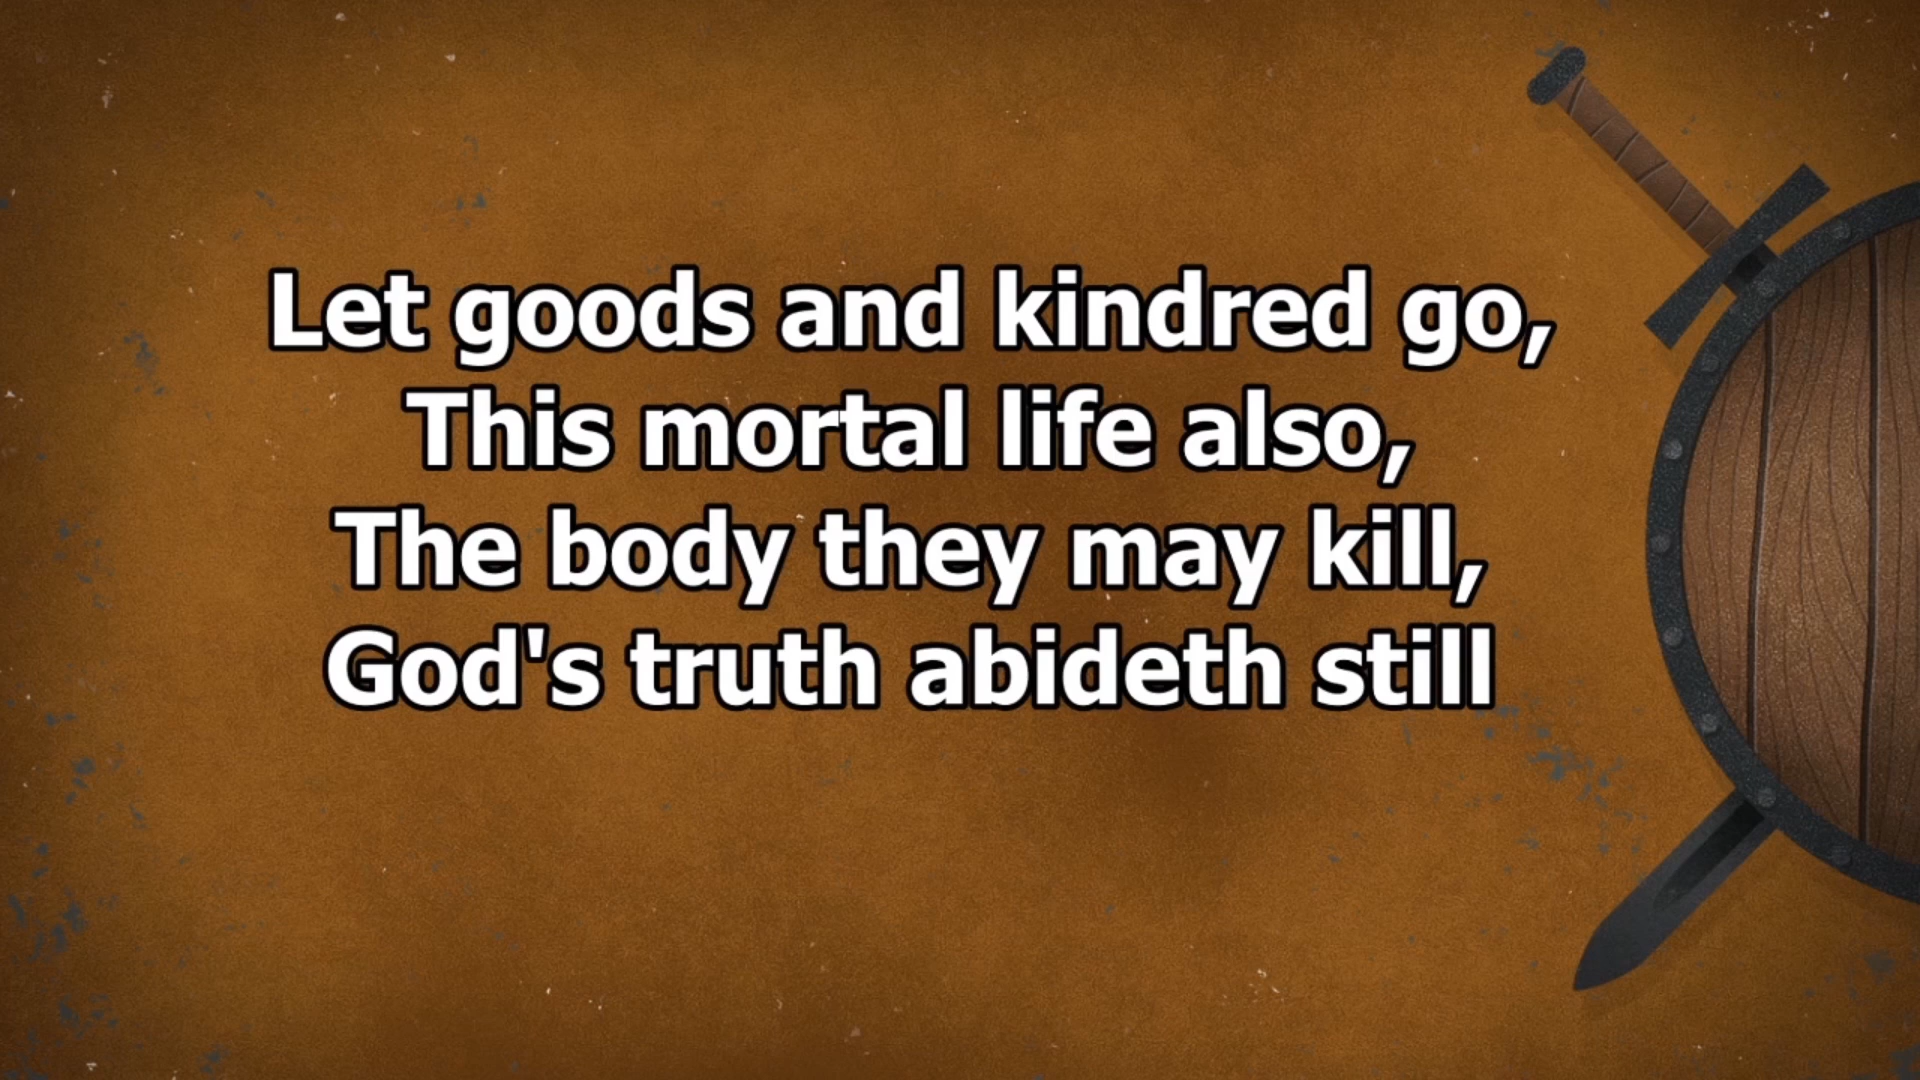 Let goods and kindred go,
This mortal life also,
The body they may kill,
God's truth abideth still